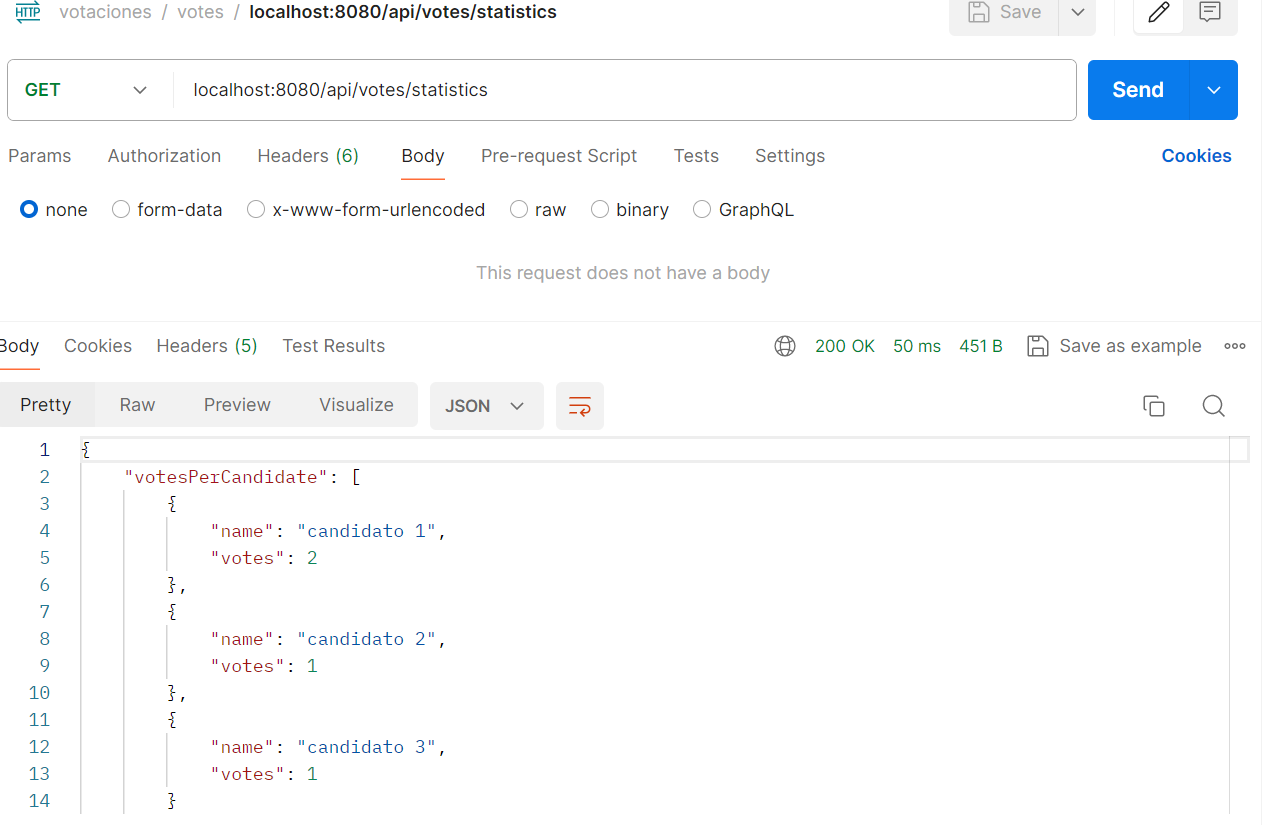 HTTP votaciones / votes / localhost:8080/api/votes/statistics Save
GET localhost:8080/api/votes/statistics Send
Params Authorization Headers (6) Body Pre-request Script Tests Settings Cookies
none form-data x-www-form-urlencoded raw binary GraphQL
This request does not have a body
Body Cookies Headers (5) Test Results 200 OK 50 ms 451 B Save as example
Pretty Raw Preview Visualize JSON
1 {
2 "votesPerCandidate": [
3 {
4 "name": "candidato 1",
5 "votes": 2
6 },
7 {
8 "name": "candidato 2",
9 "votes": 1
10 },
11 {
12 "name": "candidato 3",
13 "votes": 1
14 }